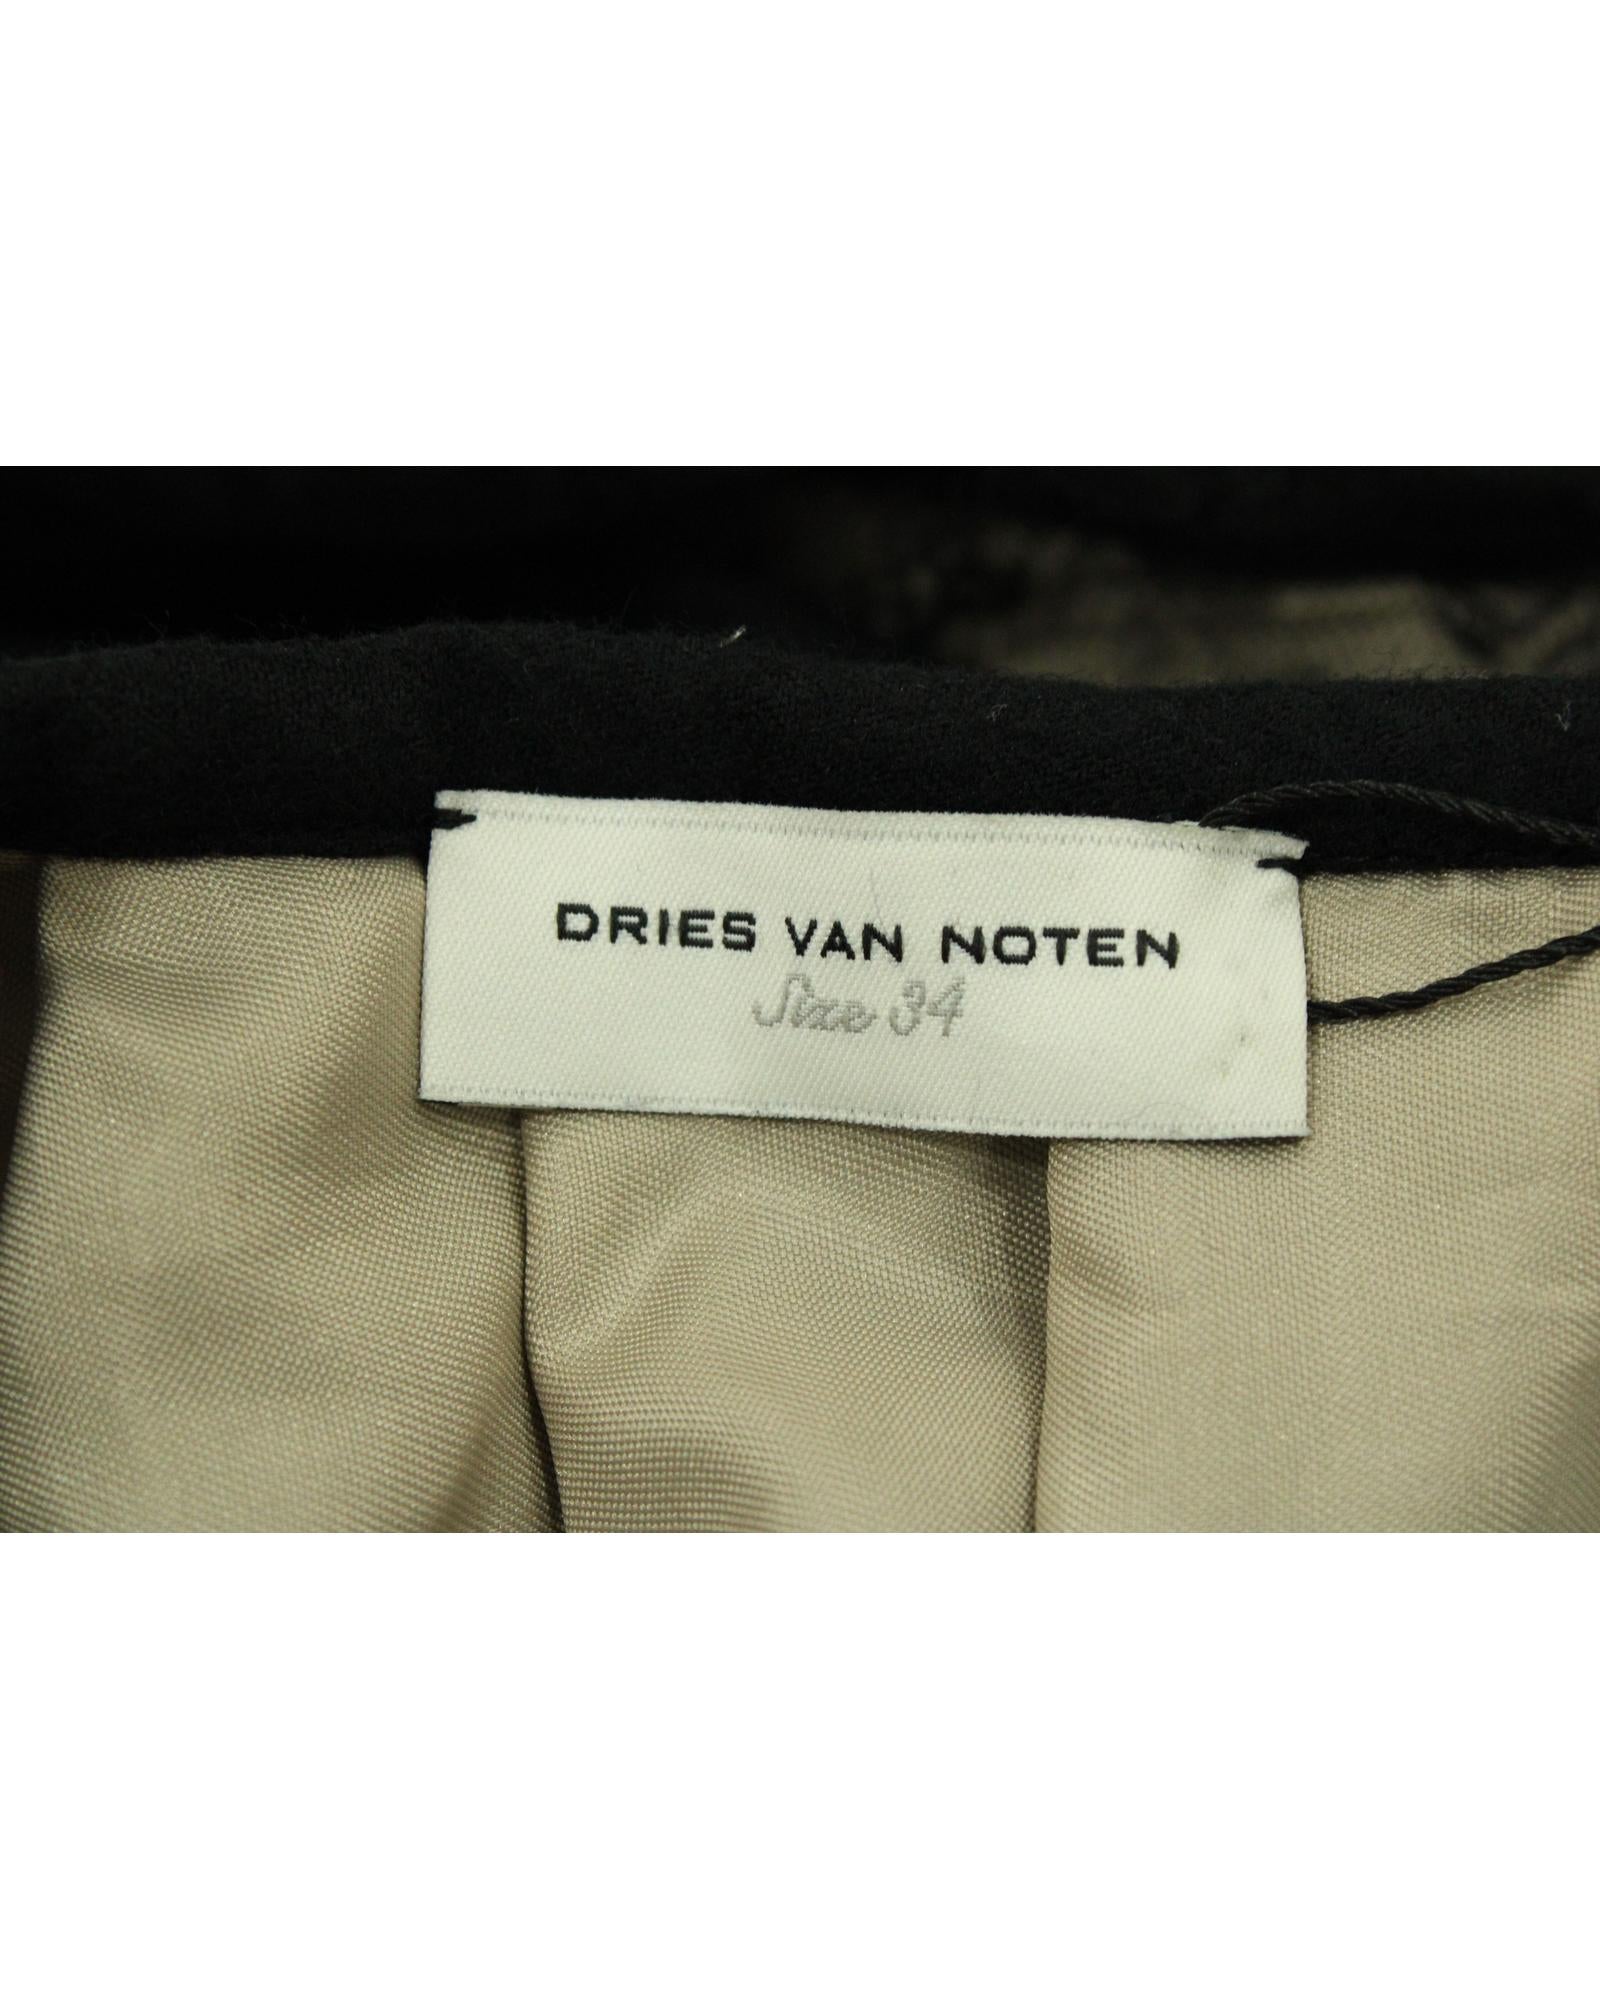 DRIES VAN NOTEN
Size 34